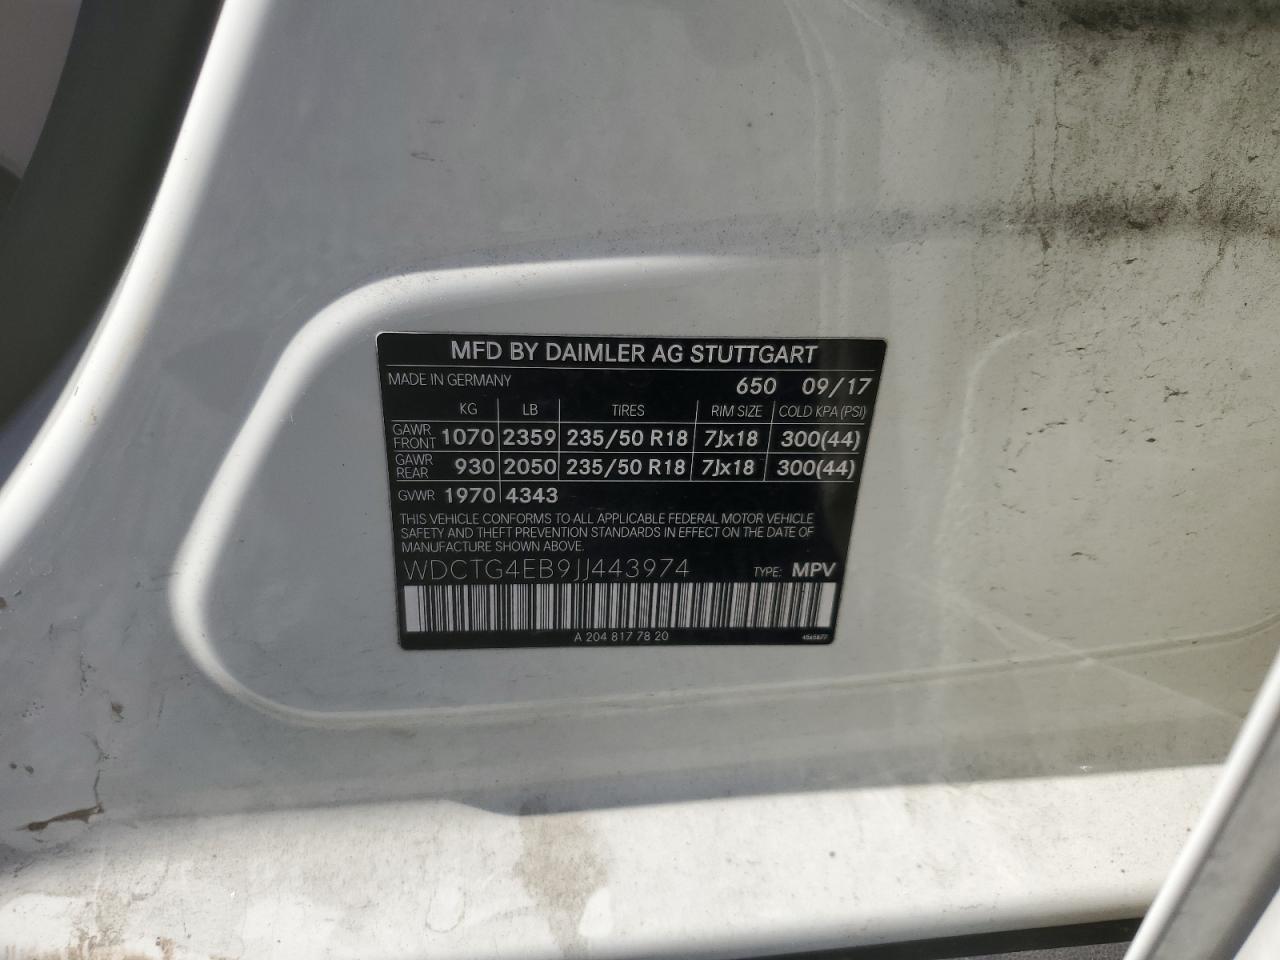 MFD BY DAIMLER AG STUTTGART
MADE IN GERMANY 650 09/17
KG LB TIRES RIM SIZE COLD KPA (PSI)
GAWR FRONT 1070 2359 235/50 R18 7Jx18 300(44)
GAWR REAR 930 2050 235/50 R18 7Jx18 300(44)
GVWR 1970 4343
THIS VEHICLE CONFORMS TO ALL APPLICABLE FEDERAL MOTOR VEHICLE
SAFETY AND THEFT PREVENTION STANDARDS IN EFFECT ON THE DATE OF
MANUFACTURE SHOWN ABOVE.
WDCTG4EB9JJ443974 TYPE: MPV
A 204 817 78 20